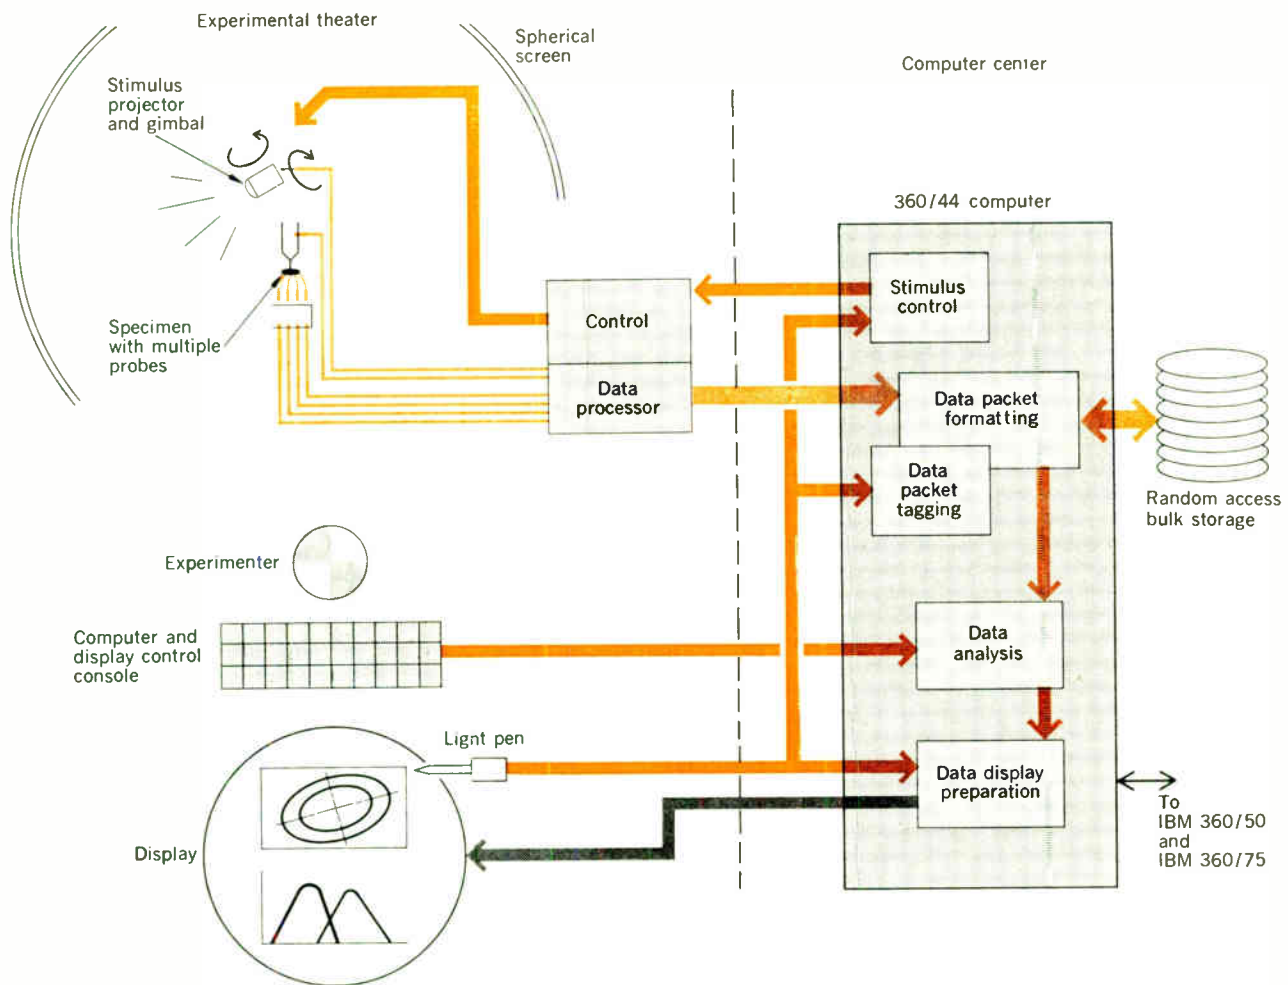 Experimental theater
Spherical
screen
Computer center
Stimulus
projector
and gimbal
360/44 computer
Stimulus
control
Control
Specimen
with multiple
probes
Data
processor
Data packet
formatting
Data
packet
tagging
Random access
bulk storage
Experimenter
Computer and
display control
console
Data
analysis
Light pen
Data display
preparation
To
IBM 360/50
and
IBM 360/75
Display